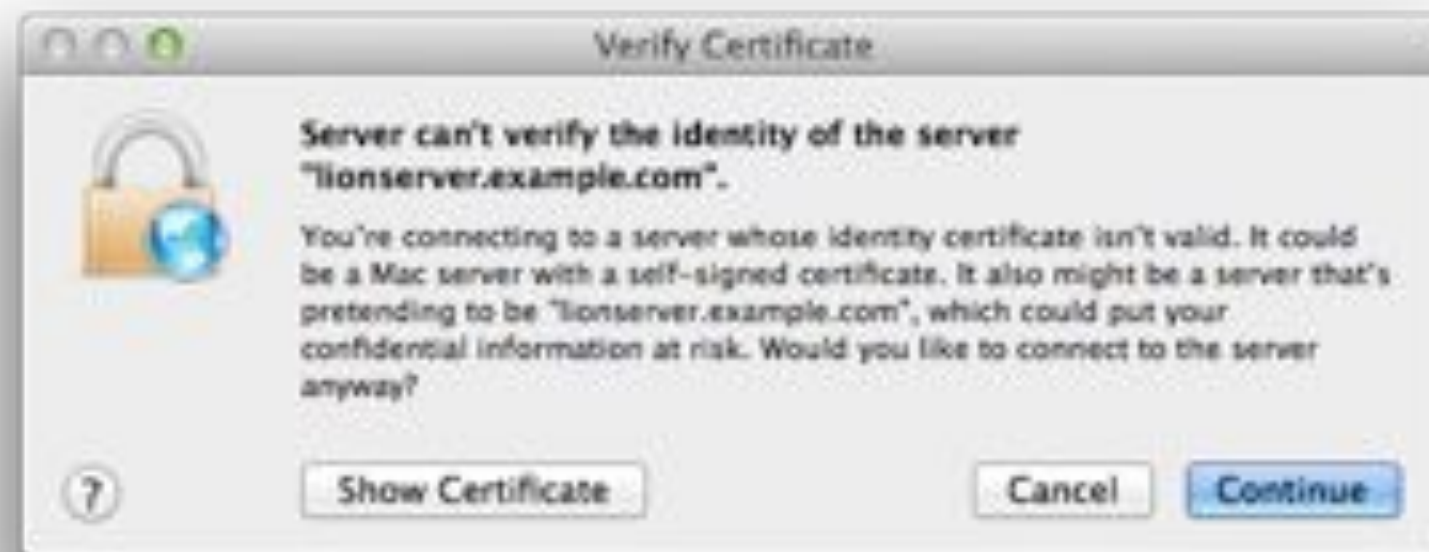 Verify Certificate
Server can't verify the identity of the server
"lionserver.example.com".
You're connecting to a server whose identity certificate isn't valid. It could
be a Mac server with a self-signed certificate. It also might be a server that's
pretending to be "lionserver.example.com", which could put your
confidential information at risk. Would you like to connect to the server
anyway?
?
Show Certificate
Cancel
Continue